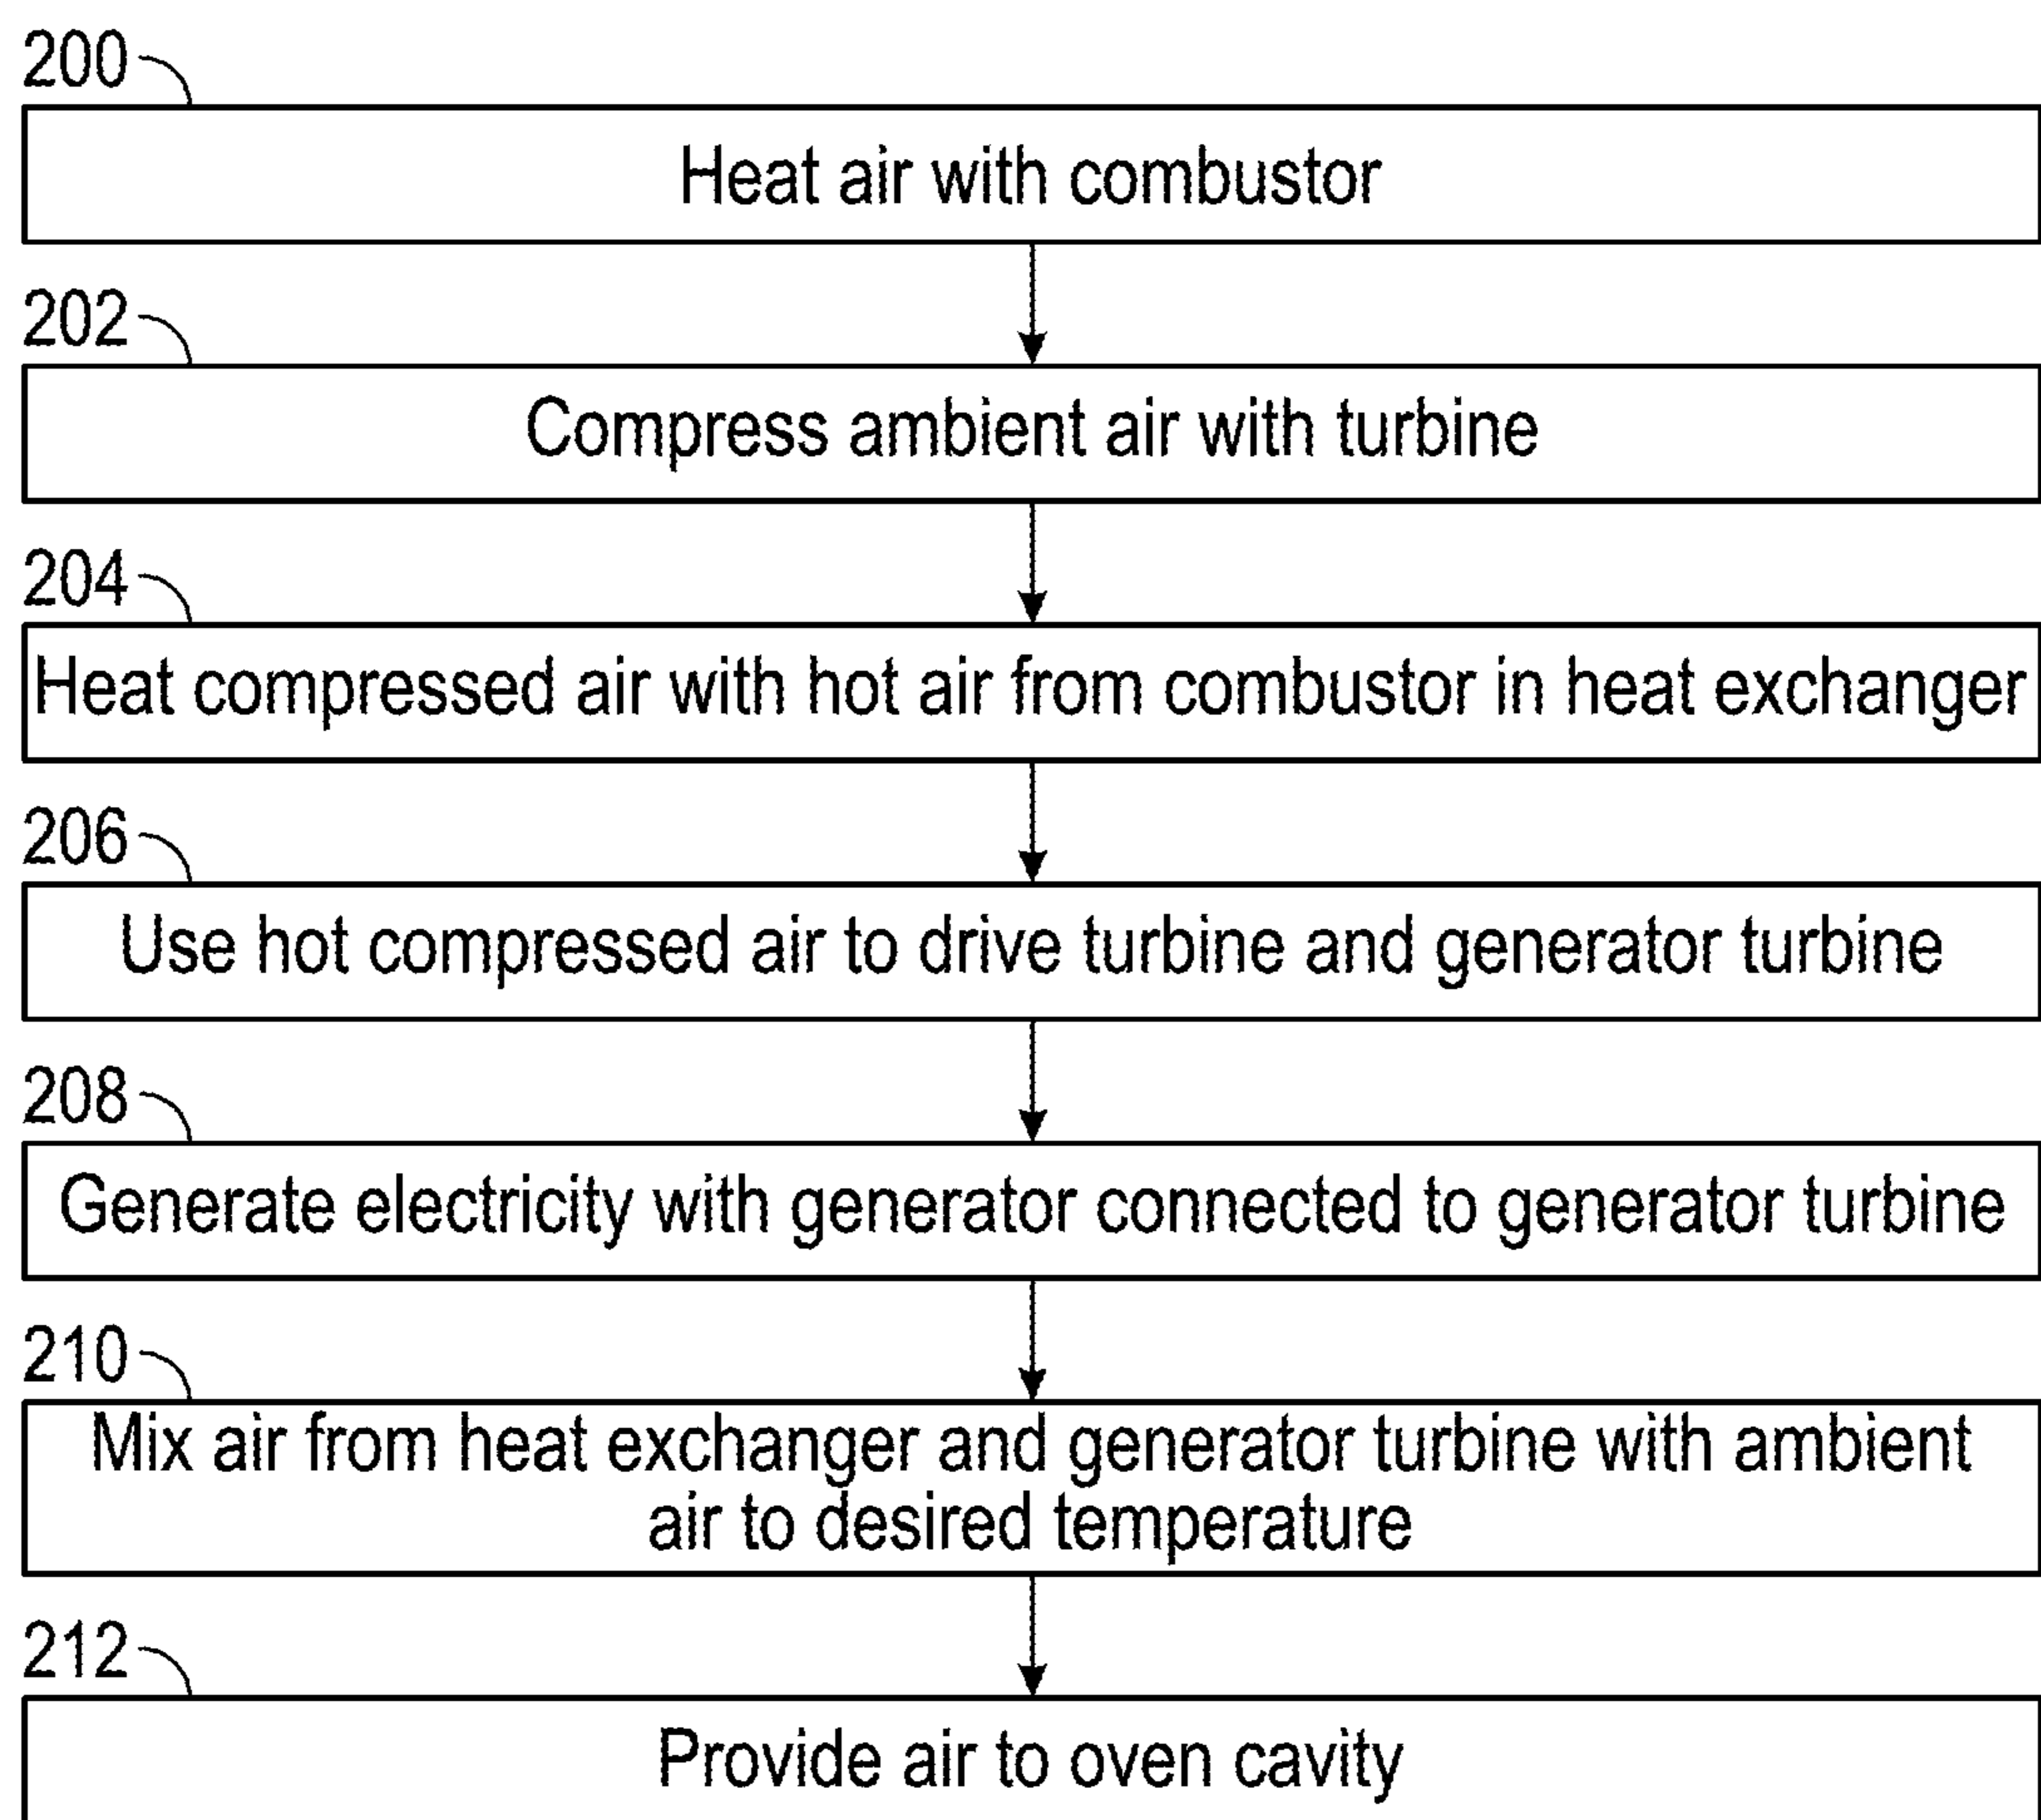 200
Heat air with combustor
202
Compress ambient air with turbine
204
Heat compressed air with hot air from combustor in heat exchanger
206
Use hot compressed air to drive turbine and generator turbine
208
Generate electricity with generator connected to generator turbine
210
Mix air from heat exchanger and generator turbine with ambient
air to desired temperature
212
Provide air to oven cavity